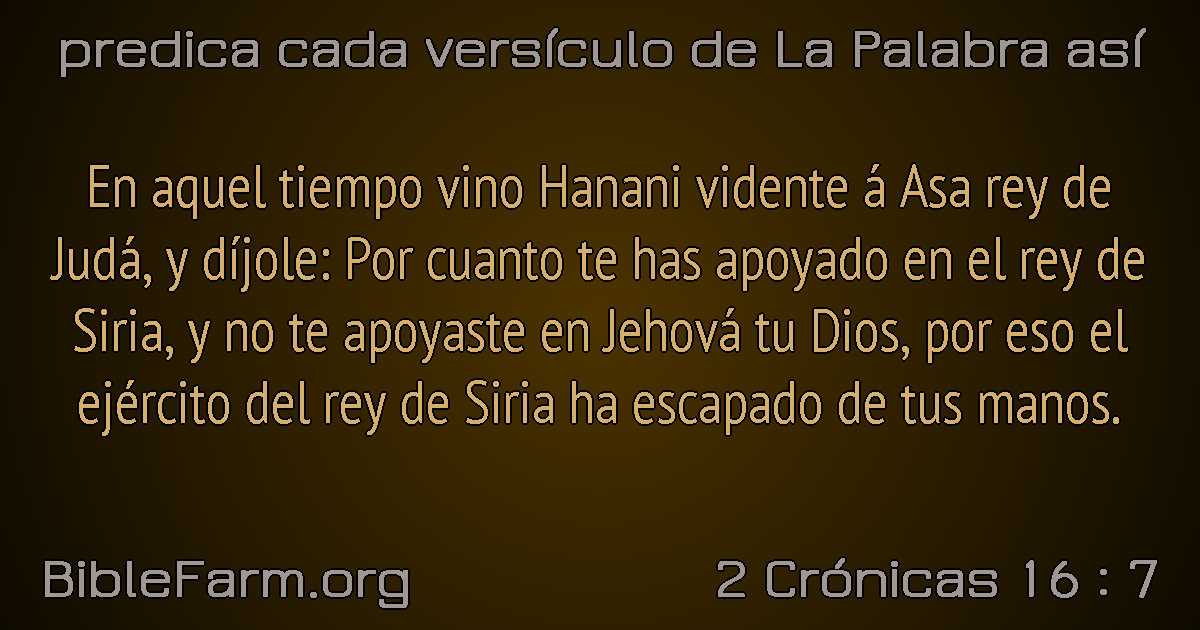 predica cada versículo de La Palabra así
En aquel tiempo vino Hanani vidente á Asa rey de
Judá, y díjole: Por cuanto te has apoyado en el rey de
Siria, y no te apoyaste en Jehová tu Dios, por eso el
ejército del rey de Siria ha escapado de tus manos.
BibleFarm.org
2 Crónicas 16 : 7